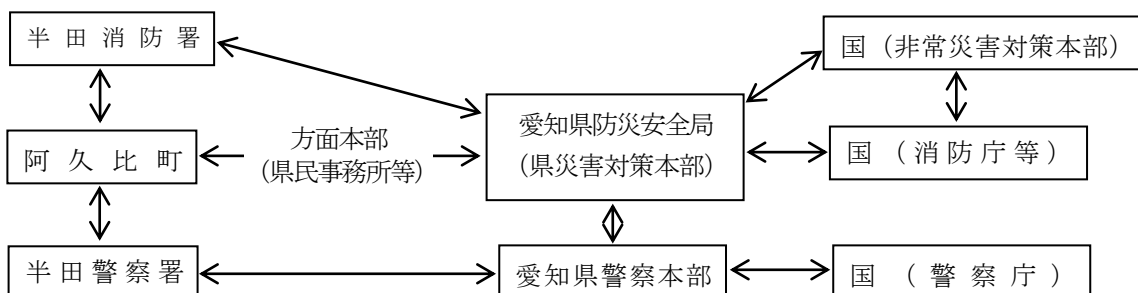 半田消防署
国(非常災害対策本部)
愛知県防災安全局
(県災害対策本部)
方面本部
(県民事務所等)
阿久比町
国(消防庁等)
半田警察署
愛知県警察本部
国(警察庁)